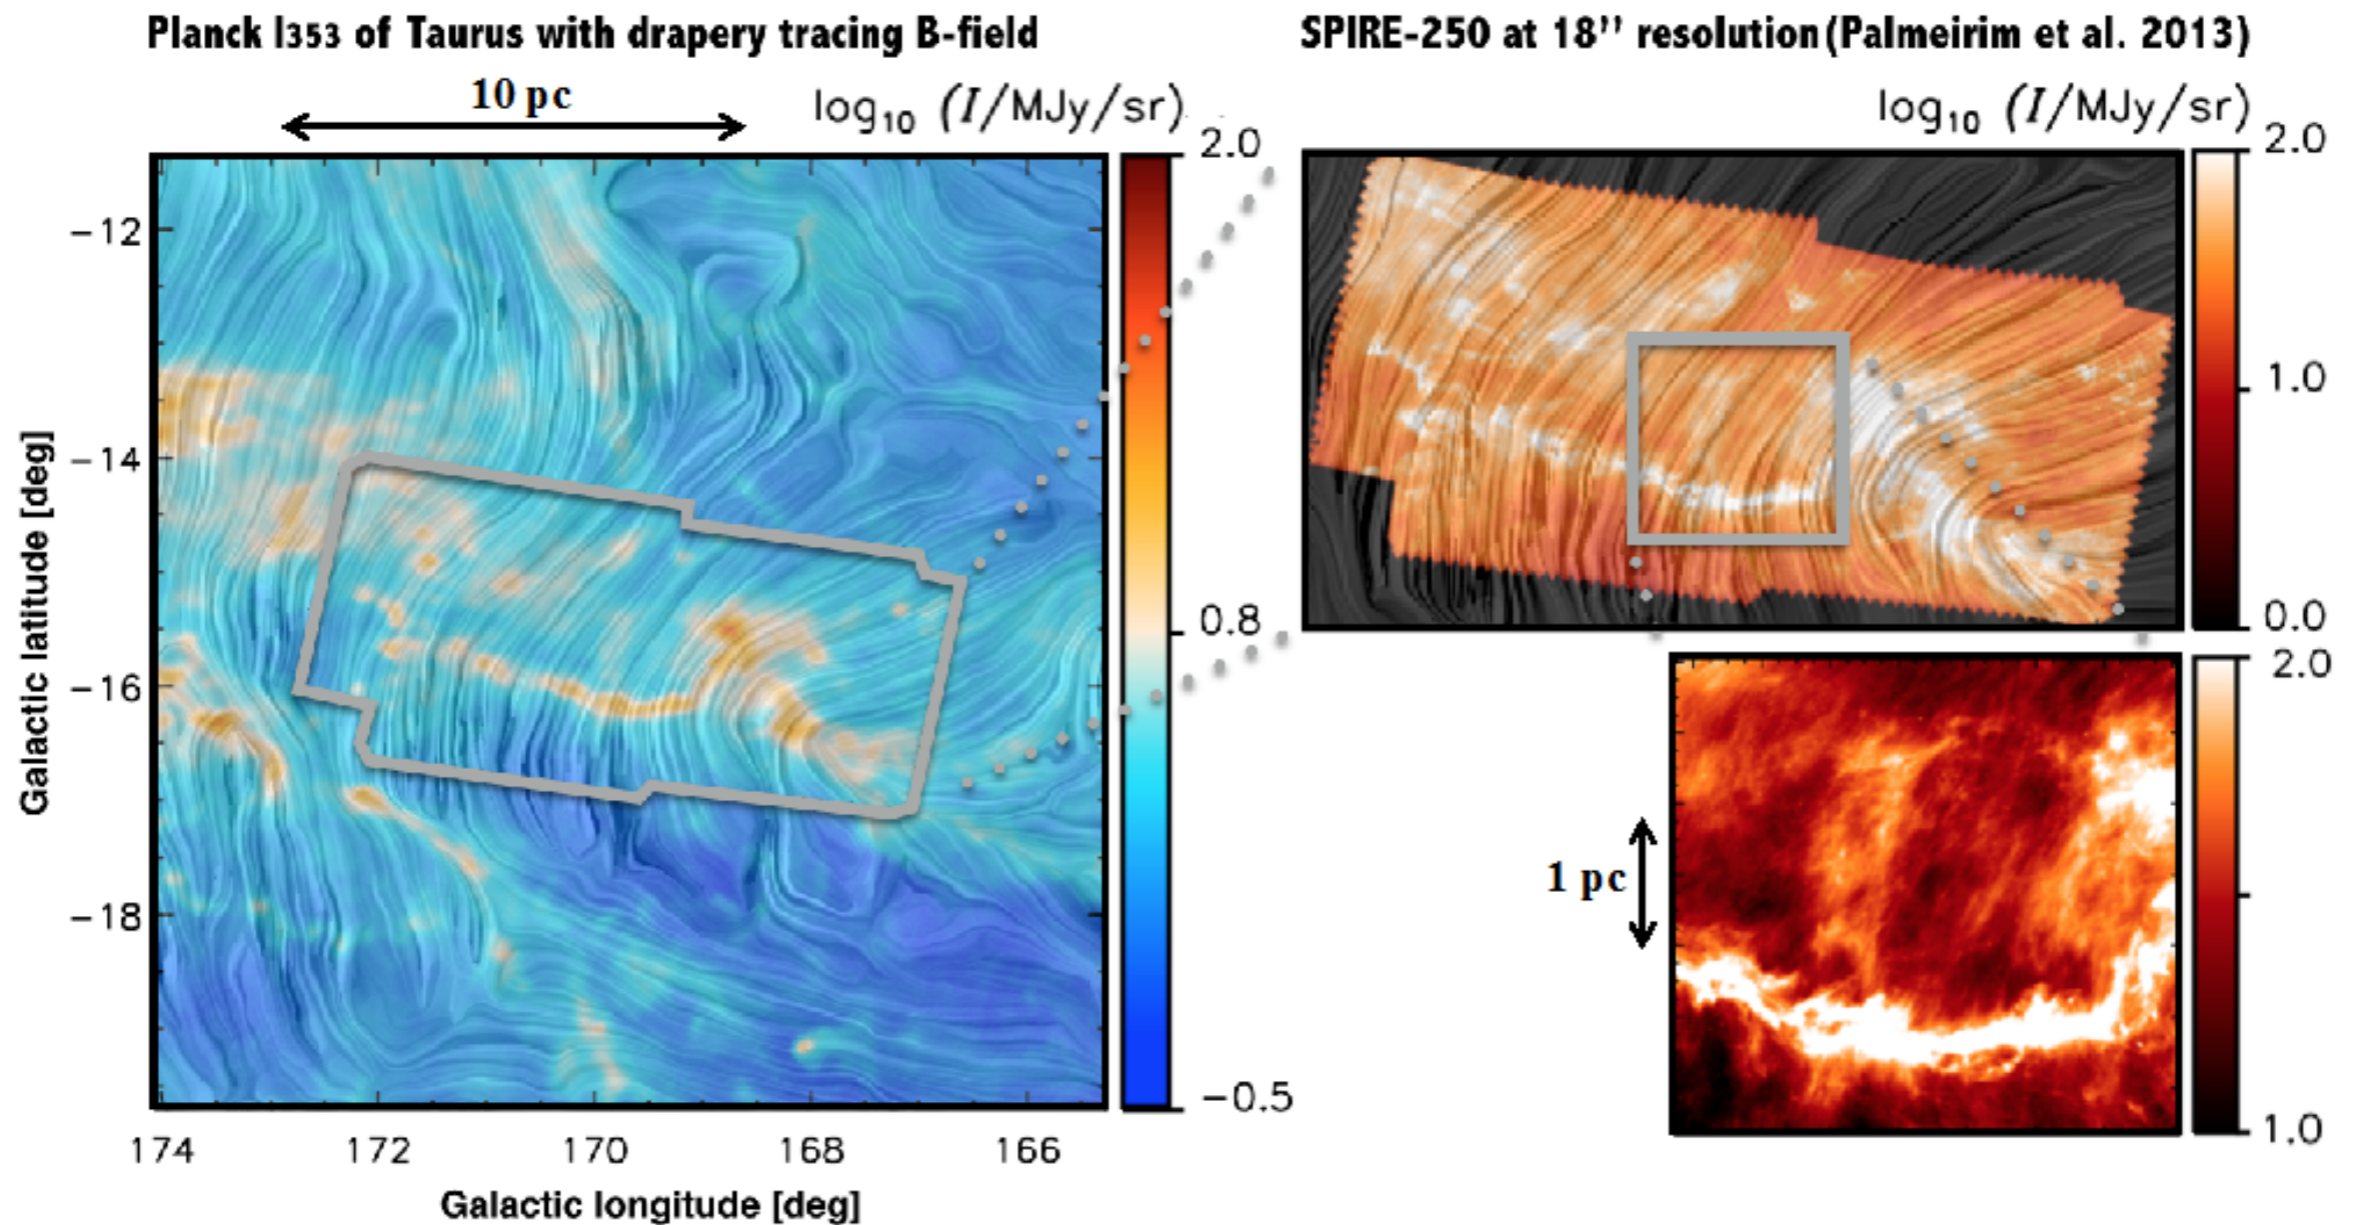 Planck I353 of Taurus with drapery tracing B-field
10 pc
log₁₀ (I/MJy/sr)
2.0
0.8
−0.5
−12
−14
−16
−18
Galactic latitude [deg]
174 172 170 168 166
Galactic longitude [deg]
SPIRE-250 at 18’’ resolution(Palmeirim et al. 2013)
log₁₀ (I/MJy/sr)
2.0
1.0
0.0
1 pc
2.0
1.0